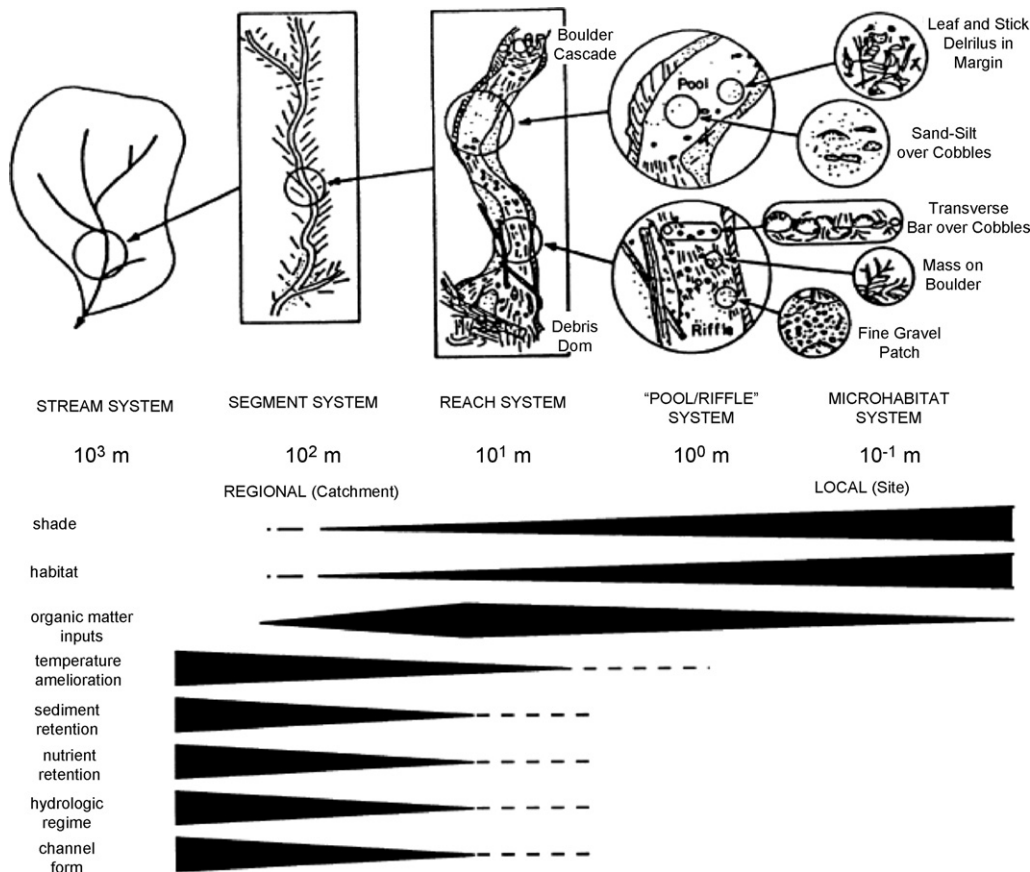 Boulder
Cascade
Leaf and Stick
Delrilus in
Margin
Pool
Sand-Silt
over Cobbles
Transverse
Bar over Cobbles
Mass on
Boulder
Riffle
Fine Gravel
Patch
Debris
Dom
STREAM SYSTEM
SEGMENT SYSTEM
REACH SYSTEM
“POOL/RIFFLE”
SYSTEM
MICROHABITAT
SYSTEM
10³ m
10² m
10¹ m
10⁰ m
10⁻¹ m
REGIONAL (Catchment)
LOCAL (Site)
shade
habitat
organic matter
inputs
temperature
amelioration
sediment
retention
nutrient
retention
hydrologic
regime
channel
form